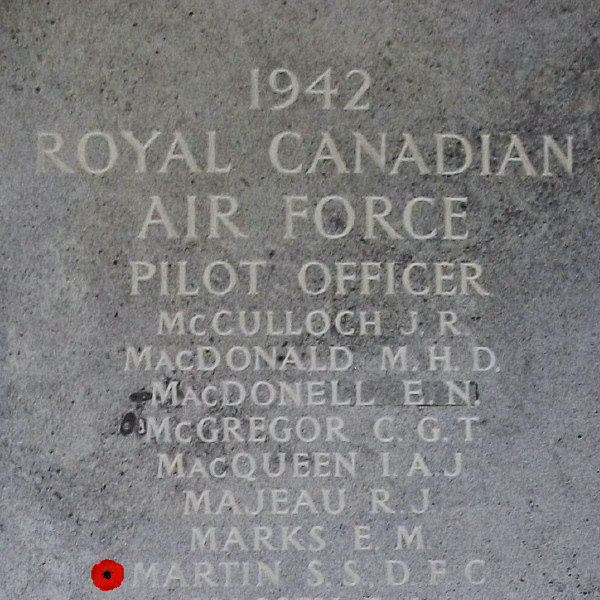 1942
ROYAL CANADIAN
AIR FORCE
PILOT OFFICER
McCULLOCH J. R.
MacDONALD M. H. D.
MacDONELL E. N.
McGREGOR C. G. T.
MacQUEEN I. A. J.
MAJEAU R. J.
MARKS E. M.
MARTIN S. S. D F C